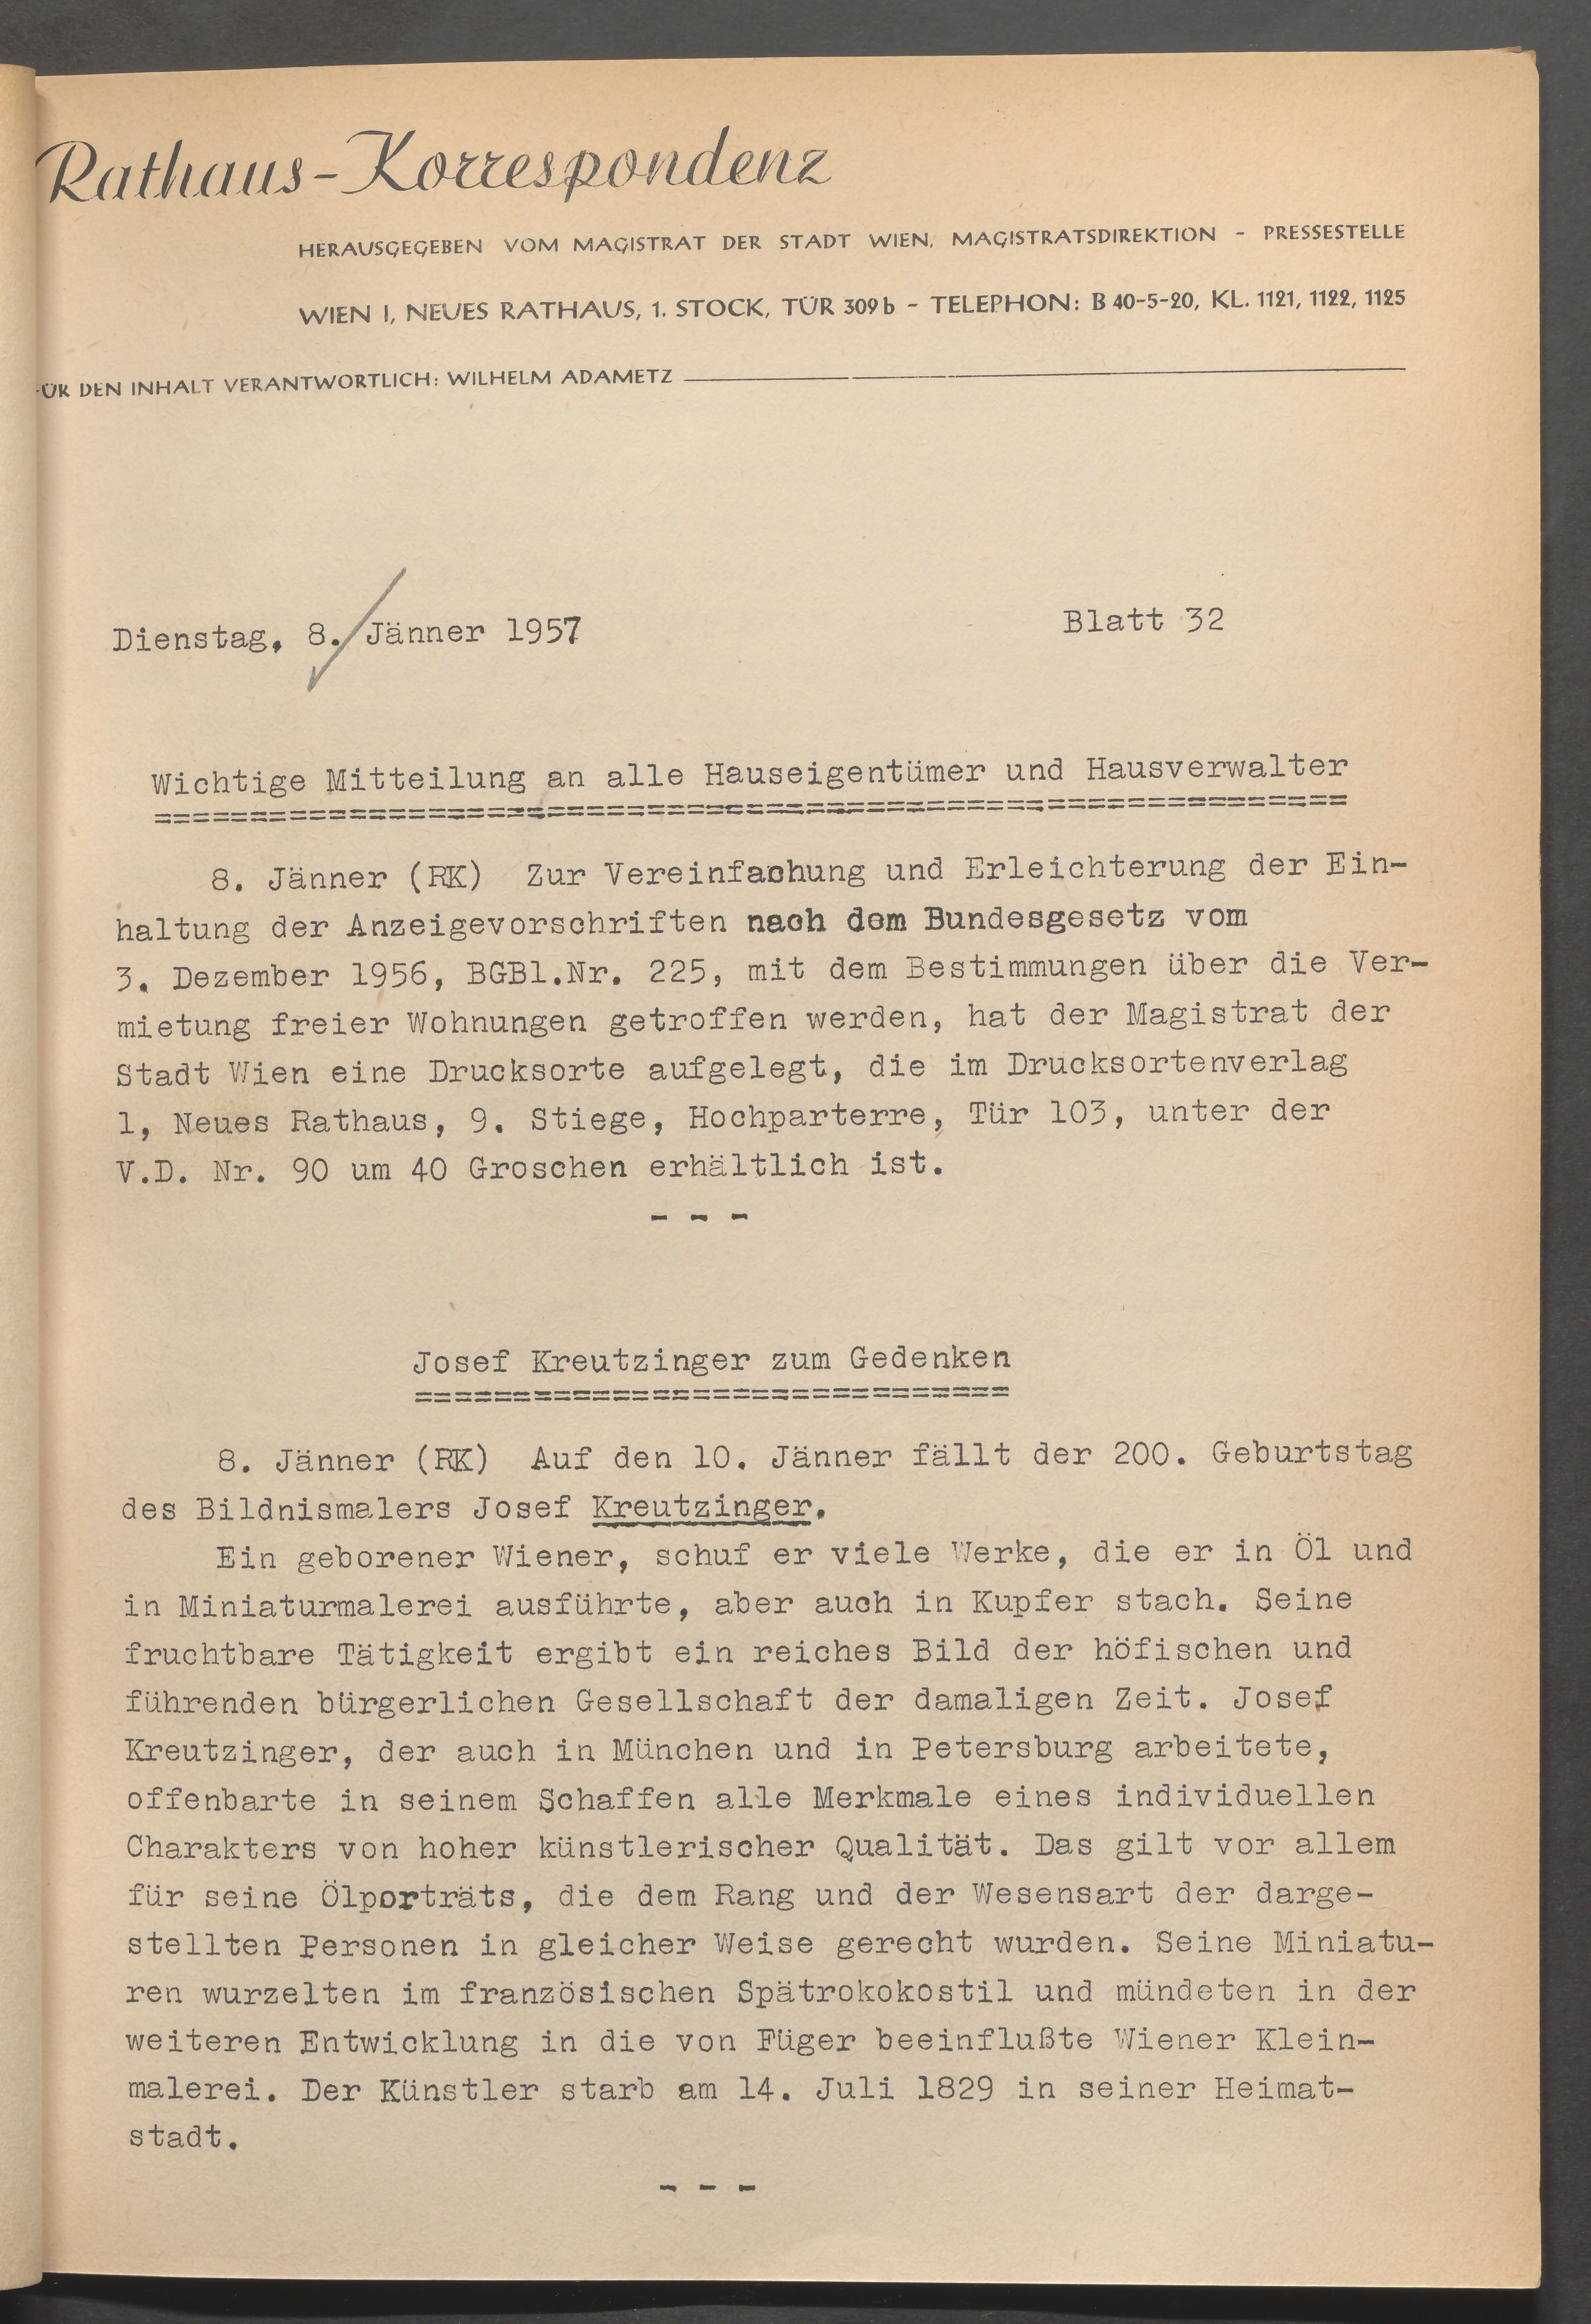 Rathaus-Korrespondenz
HERAUSGEGEBEN VOM MAGISTRAT DER STADT WIEN, MAGISTRATSDIREKTION - PRESSESTELLE
WIEN I, NEUES RATHAUS, 1. STOCK, TÜR 309b - TELEPHON: B 40-5-20, KL. 1121, 1122, 1125
FÜR DEN INHALT VERANTWORTLICH: WILHELM ADAMETZ
Dienstag, 8. Jänner 1957 Blatt 32
Wichtige Mitteilung an alle Hauseigentümer und Hausverwalter
============================================================
8. Jänner (RK) Zur Vereinfachung und Erleichterung der Ein-
haltung der Anzeigevorschriften nach dem Bundesgesetz vom
3. Dezember 1956, BGBl.Nr. 225, mit dem Bestimmungen über die Ver-
mietung freier Wohnungen getroffen werden, hat der Magistrat der
Stadt Wien eine Drucksorte aufgelegt, die im Drucksortenverlag
1, Neues Rathaus, 9. Stiege, Hochparterre, Tür 103, unter der
V.D. Nr. 90 um 40 Groschen erhältlich ist.
- - -
Josef Kreutzinger zum Gedenken
==============================
8. Jänner (RK) Auf den 10. Jänner fällt der 200. Geburtstag
des Bildnismalers Josef Kreutzinger.
Ein geborener Wiener, schuf er viele Werke, die er in Öl und
in Miniaturmalerei ausführte, aber auch in Kupfer stach. Seine
fruchtbare Tätigkeit ergibt ein reiches Bild der höfischen und
führenden bürgerlichen Gesellschaft der damaligen Zeit. Josef
Kreutzinger, der auch in München und in Petersburg arbeitete,
offenbarte in seinem Schaffen alle Merkmale eines individuellen
Charakters von hoher künstlerischer Qualität. Das gilt vor allem
für seine Ölporträts, die dem Rang und der Wesensart der darge-
stellten Personen in gleicher Weise gerecht wurden. Seine Miniatu-
ren wurzelten im französischen Spätrokokostil und mündeten in der
weiteren Entwicklung in die von Füger beeinflußte Wiener Klein-
malerei. Der Künstler starb am 14. Juli 1829 in seiner Heimat-
stadt.
- - -